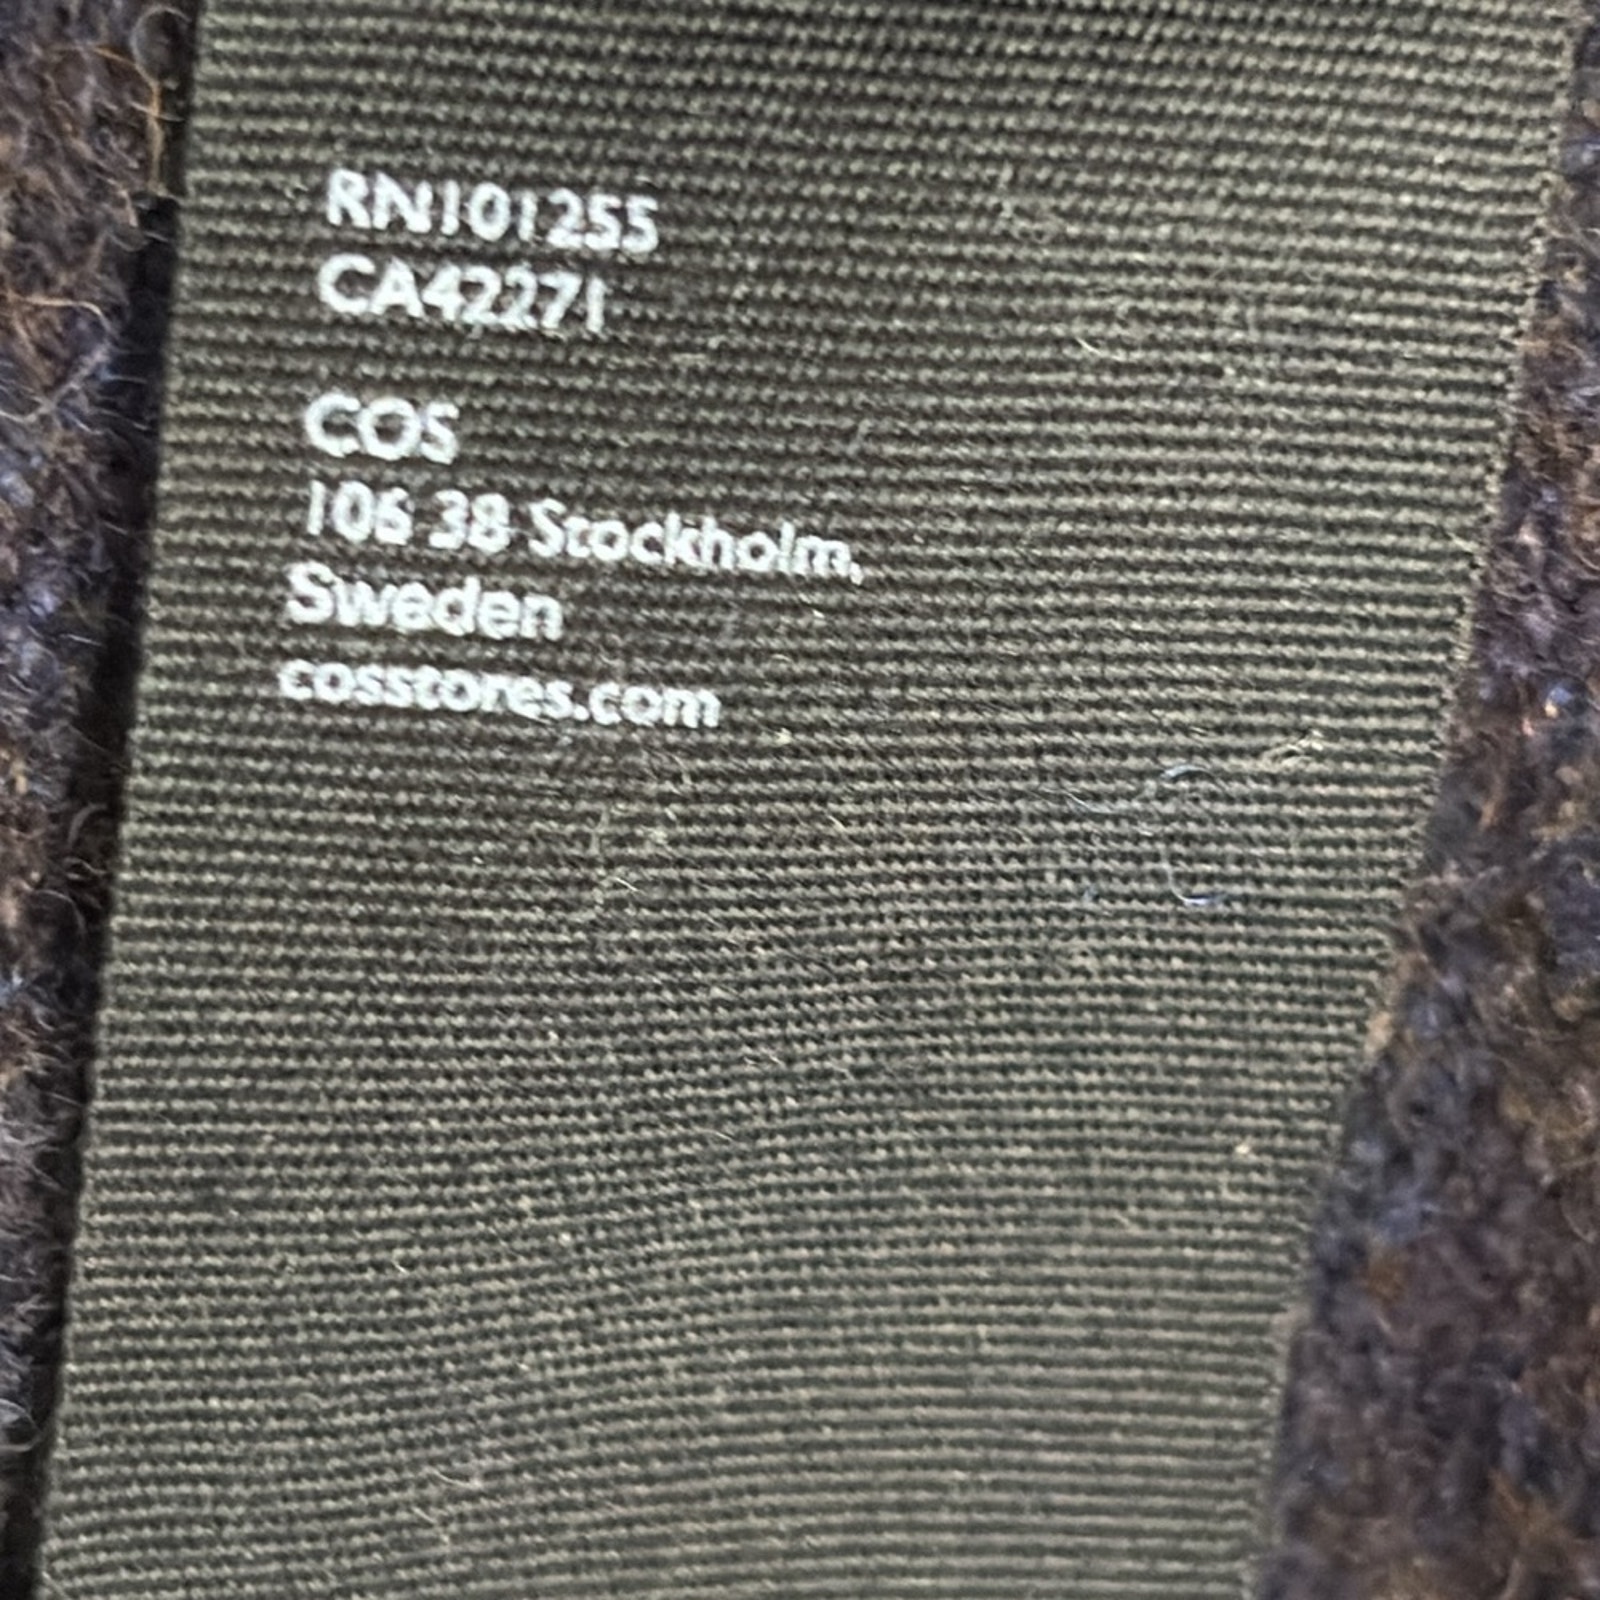 RN101255
CA42271
COS
106 38 Stockholm,
Sweden
cosstores.com